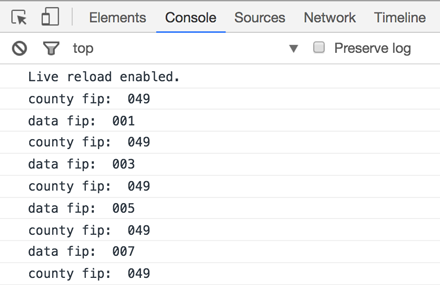 Elements Console Sources Network Timeline
top Preserve log
Live reload enabled.
county fip:  049
data fip:  001
county fip:  049
data fip:  003
county fip:  049
data fip:  005
county fip:  049
data fip:  007
county fip:  049